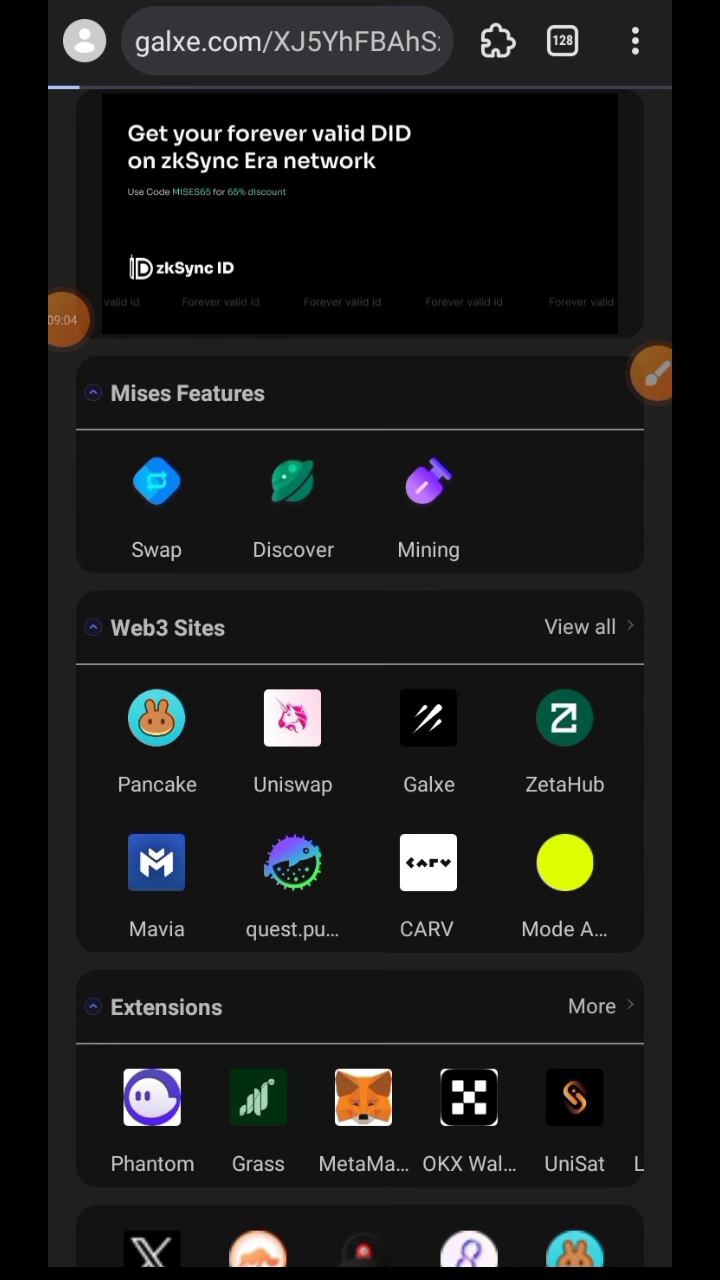 galxe.com/XJ5YhFBAhS
128
Get your forever valid DID
on zkSync Era network
Use Code MISES65 for 65% discount
zkSync ID
valid id Forever valid id Forever valid id Forever valid id Forever valid
09:04
Mises Features
Swap Discover Mining
Web3 Sites View all
Pancake Uniswap Galxe ZetaHub
carv
Mavia quest.pu... CARV Mode A...
Extensions More
Phantom Grass MetaMa... OKX Wal... UniSat L